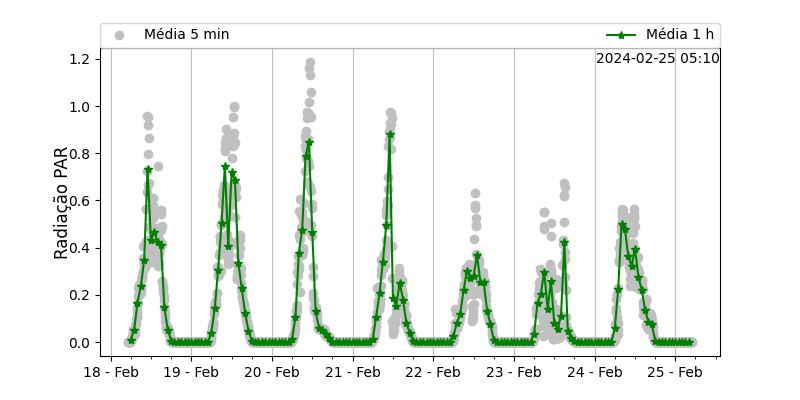 Média 5 min
Média 1 h
2024-02-25 05:10
Radiação PAR
1.2
1.0
0.8
0.6
0.4
0.2
0.0
18 - Feb
19 - Feb
20 - Feb
21 - Feb
22 - Feb
23 - Feb
24 - Feb
25 - Feb